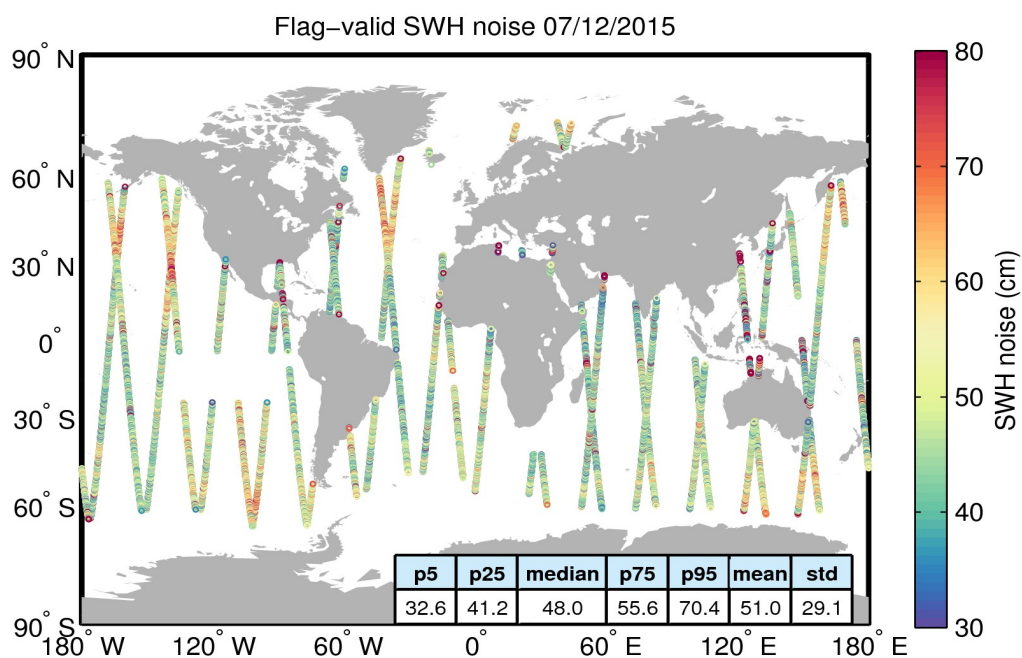 Flag−valid SWH noise 07/12/2015
90° N
60° N
30° N
0°
30° S
60° S
90° S
180° W 120° W 60° W 0° 60° E 120° E 180° E
80
70
60
50
40
30
SWH noise (cm)
p5 p25 median p75 p95 mean std
32.6 41.2 48.0 55.6 70.4 51.0 29.1